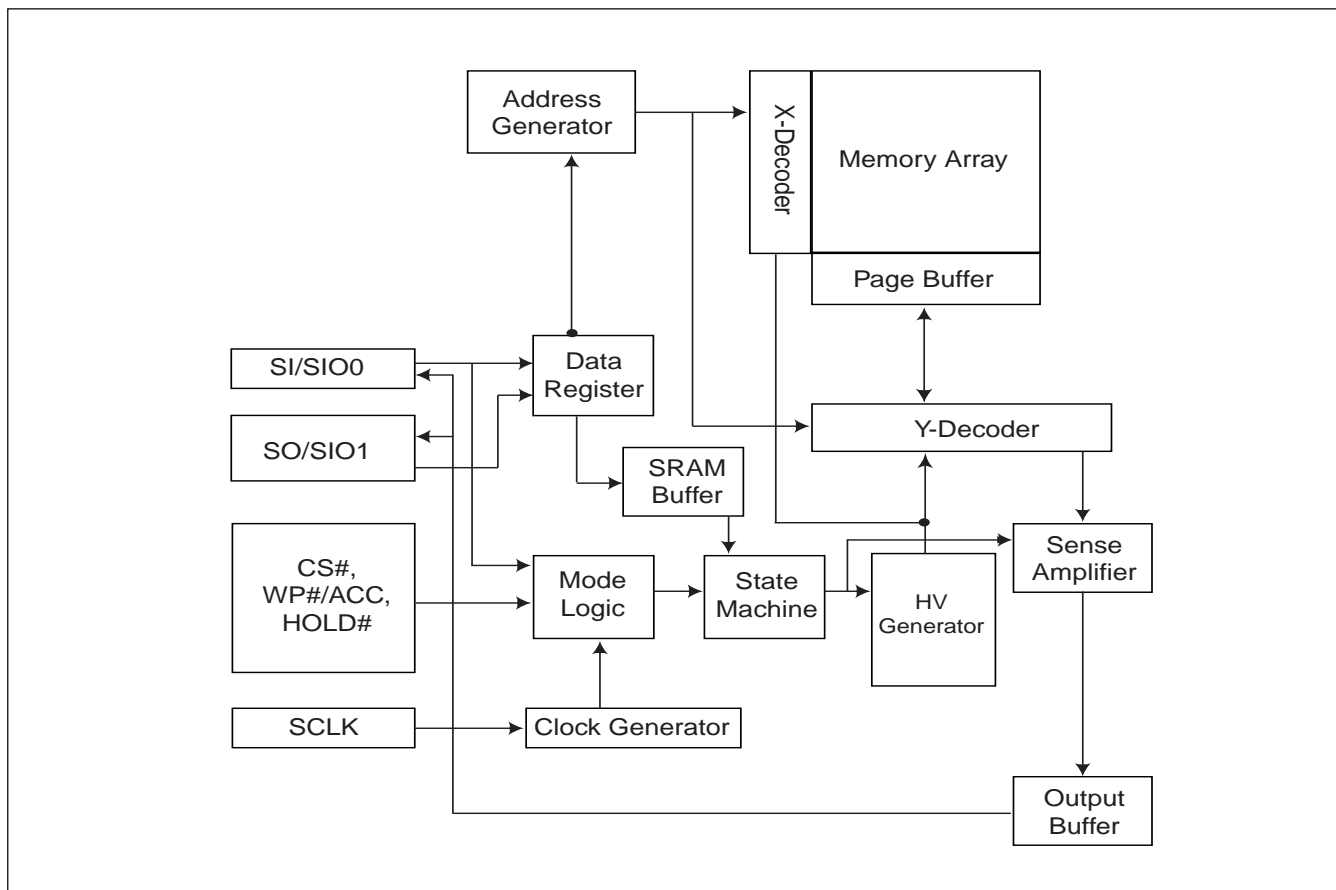 Address
Generator
X-Decoder
Memory Array
Page Buffer
SI/SIO0
Data
Register
SO/SIO1
Y-Decoder
SRAM
Buffer
CS#,
WP#/ACC,
HOLD#
Mode
Logic
State
Machine
HV
Generator
Sense
Amplifier
SCLK
Clock Generator
Output
Buffer